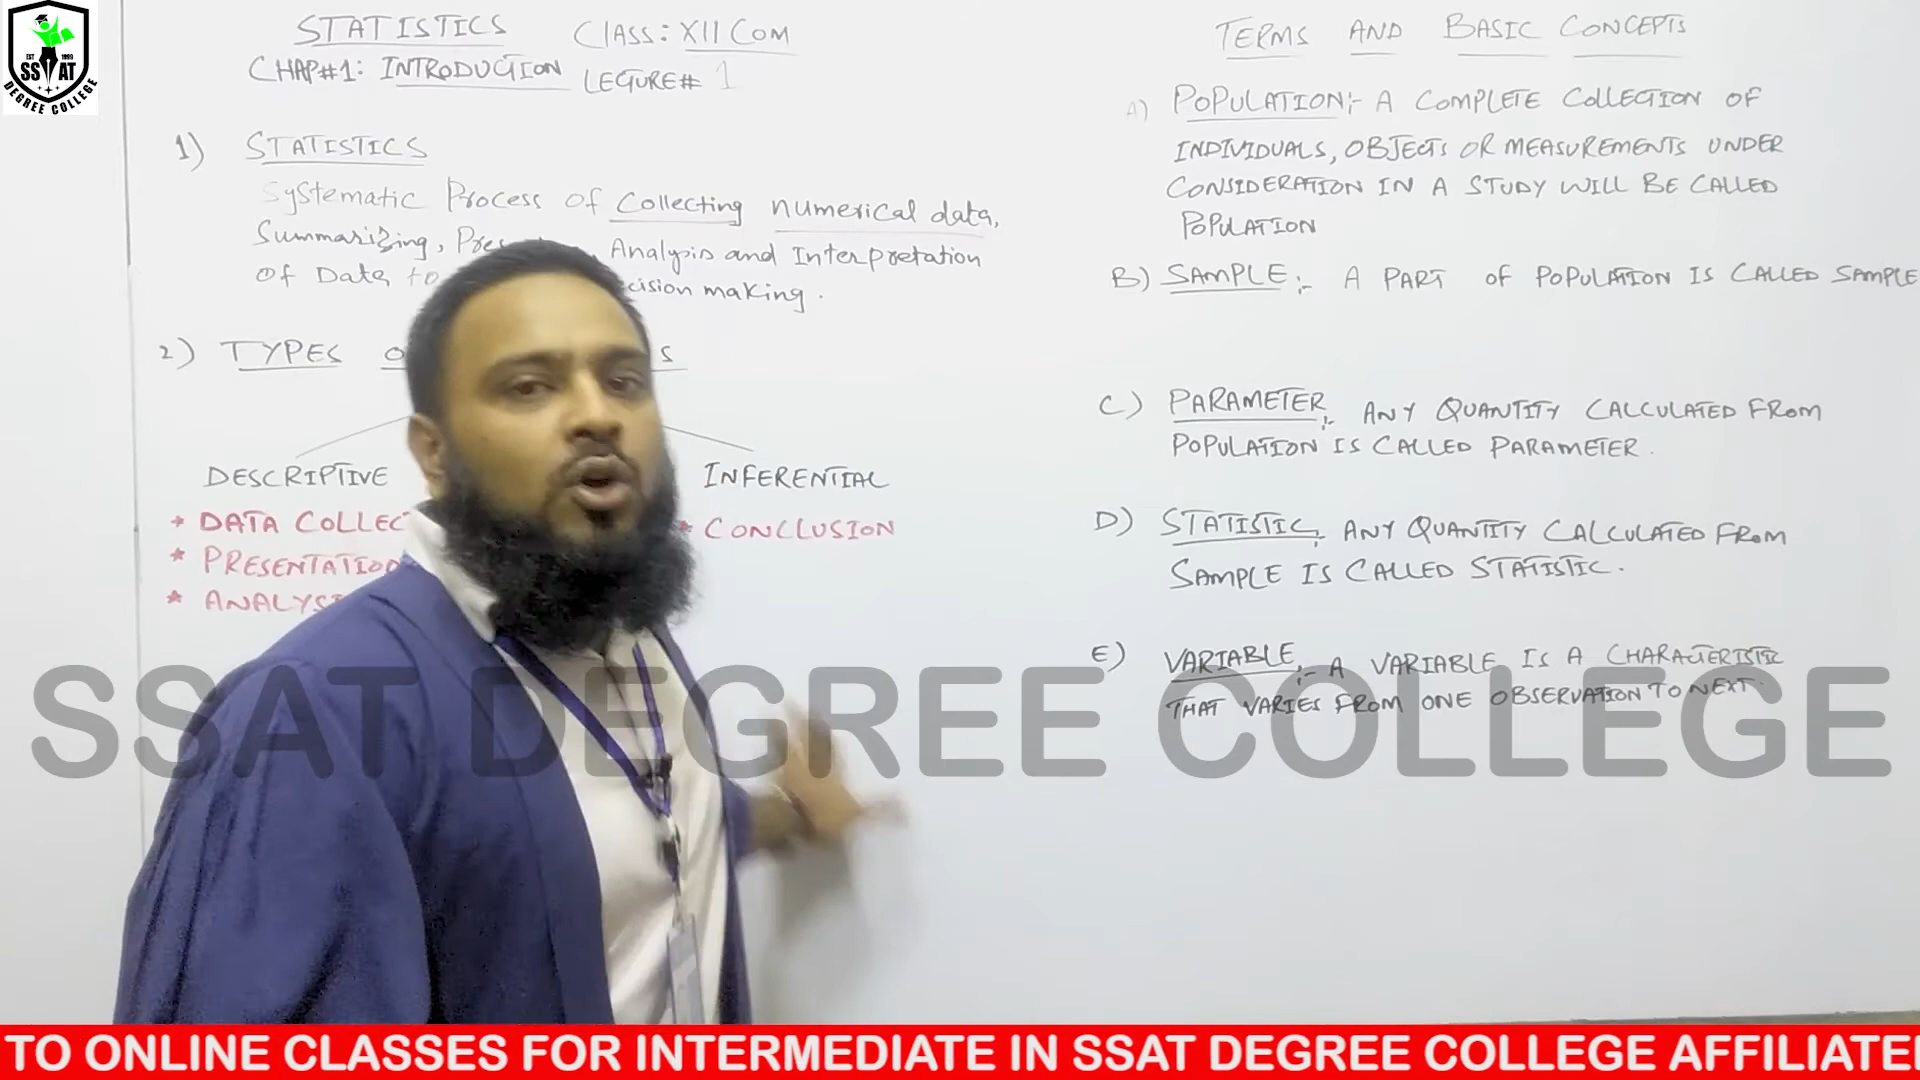 EST 1999
SSAT
DEGREE COLLEGE
STATISTICS
CLASS: XII COM
CHAP#1: INTRODUCTION
LECTURE# 1
1) STATISTICS
Systematic Process of Collecting numerical data,
Summarizing, Analysis and Interpretation
of Data to making.
2) TYPES
DESCRIPTIVE
INFERENTIAL
* DATA
* PRESENTATION
*
* CONCLUSION
TERMS AND BASIC CONCEPTS
A) POPULATION:- A COMPLETE COLLECTION OF
INDIVIDUALS, OBJECTS OR MEASUREMENTS UNDER
CONSIDERATION IN A STUDY WILL BE CALLED
POPULATION
B) SAMPLE:- A PART OF POPULATION IS CALLED SAMPLE
C) PARAMETER:- ANY QUANTITY CALCULATED FROM
POPULATION IS CALLED PARAMETER.
D) STATISTIC:- ANY QUANTITY CALCULATED FROM
SAMPLE IS CALLED STATISTIC.
E) VARIABLE:- A VARIABLE IS A CHARACTERISTIC
THAT VARIES FROM ONE OBSERVATION TO NEXT.
SSAT DEGREE COLLEGE
TO ONLINE CLASSES FOR INTERMEDIATE IN SSAT DEGREE COLLEGE AFFILIATE